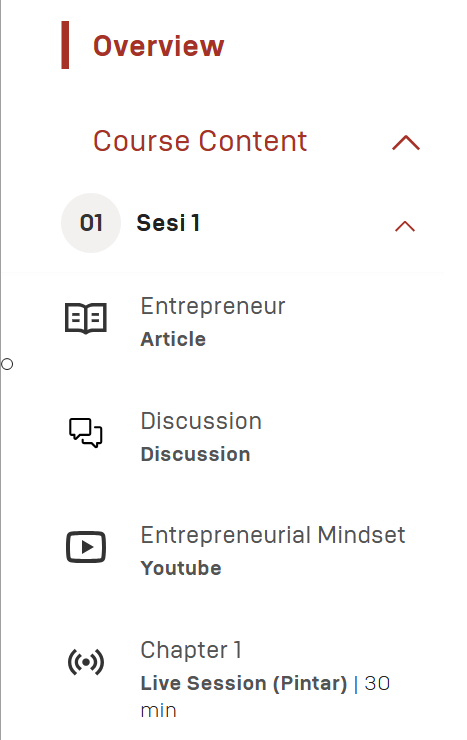 Overview
Course Content
01 Sesi 1
Entrepreneur
Article
Discussion
Discussion
Entrepreneurial Mindset
Youtube
Chapter 1
Live Session (Pintar) | 30
min